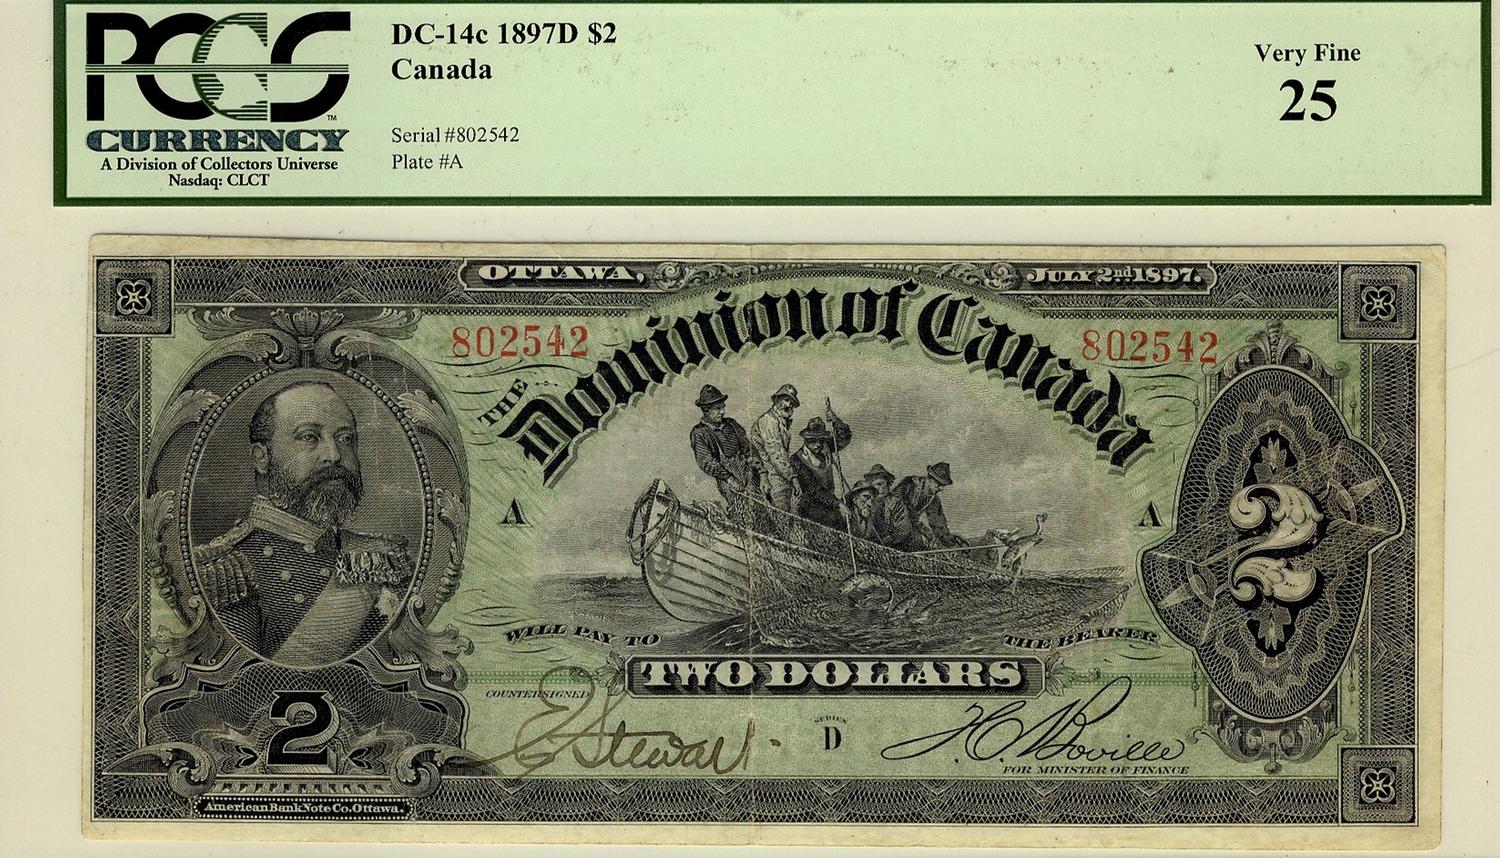 PCGS™
CURRENCY
A Division of Collectors Universe
Nasdaq: CLCT
DC-14c 1897D $2
Canada
Serial #802542
Plate #A
Very Fine
25
OTTAWA,
JULY 2nd 1897.
802542
802542
THE
Dominion of Canada
A
A
2
WILL PAY TO
THE BEARER
TWO DOLLARS
COUNTERSIGNED
Stewart
SERIES
D
H.C. Boville
FOR MINISTER OF FINANCE
2
American Bank Note Co. Ottawa.